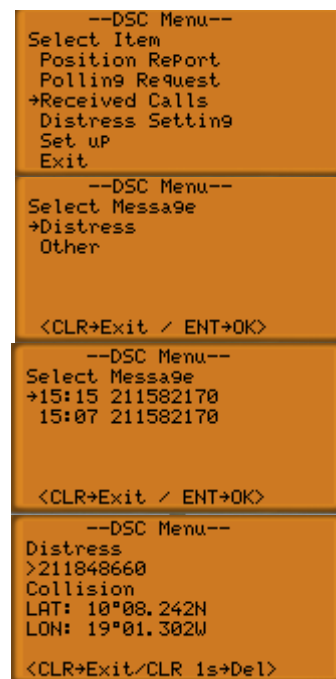 --DSC Menu--
Select Item
Position Report
Polling Request
→Received Calls
Distress Setting
Set up
Exit
--DSC Menu--
Select Message
→Distress
Other
<CLR→Exit / ENT→OK>
--DSC Menu--
Select Message
→15:15 211582170
15:07 211582170
<CLR→Exit / ENT→OK>
--DSC Menu--
Distress
>211848660
Collision
LAT: 10°08.242N
LON: 19°01.302W
<CLR→Exit/CLR 1s→Del>